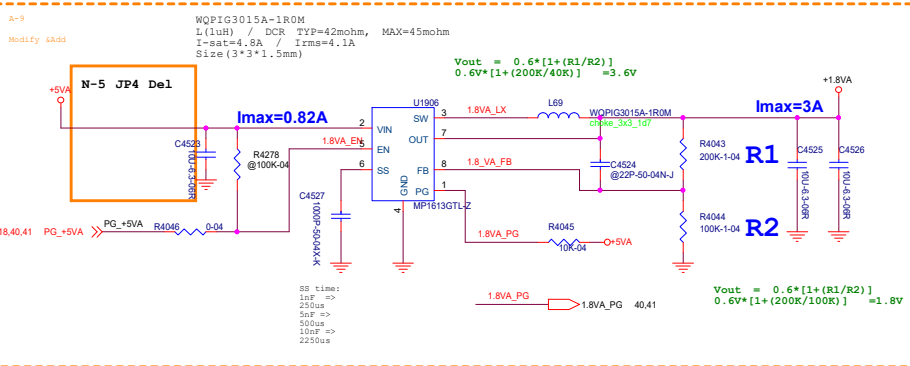 A-9
Modify &Add
WQPIG3015A-1R0M
L(1uH) / DCR TYP=42mohm, MAX=45mohm
I-sat=4.8A / Irms=4.1A
Size(3*3*1.5mm)
Vout = 0.6*[1+(R1/R2)]
0.6V*[1+(200K/40K)] =3.6V
N-5 JP4 Del
+5VA
+1.8VA
Imax=0.82A
U1906
L69
Imax=3A
2
VIN
SW
3
1.8VA_LX
WQPIG3015A-1R0M
choke_3x3_1d7
1.8VA_EN
5
EN
OUT
7
C4523
10U-6.3-06R
R4278
@100K-04
6
SS
FB
8
1.8_VA_FB
C4524
@22P-50-04N-J
R4043
200K-1-04
R1
C4525
10U-6.3-06R
C4526
10U-6.3-06R
GND
PG
1
4
MP1613GTL-Z
C4527
1000P-50-04X-K
R4044
100K-1-04
R2
18,40,41 PG_+5VA
PG_+5VA
R4046
0-04
1.8VA_PG
R4045
10K-04
+5VA
SS time:
1nF =>
250us
5nF =>
500us
10nF =>
2250us
1.8VA_PG
1.8VA_PG 40,41
Vout = 0.6*[1+(R1/R2)]
0.6V*[1+(200K/100K)] =1.8V